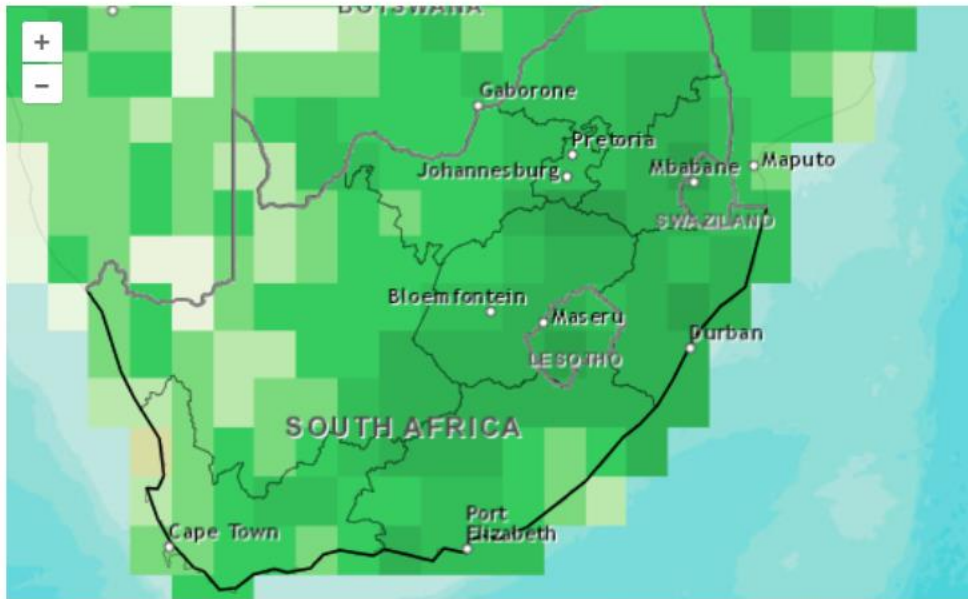 BOTSWANA
+
−
Gaborone
Pretoria
Johannesburg
Mbabane
Maputo
SWAZILAND
Bloemfontein
Maseru
Durban
LESOTHO
SOUTH AFRICA
Port
Elizabeth
Cape Town